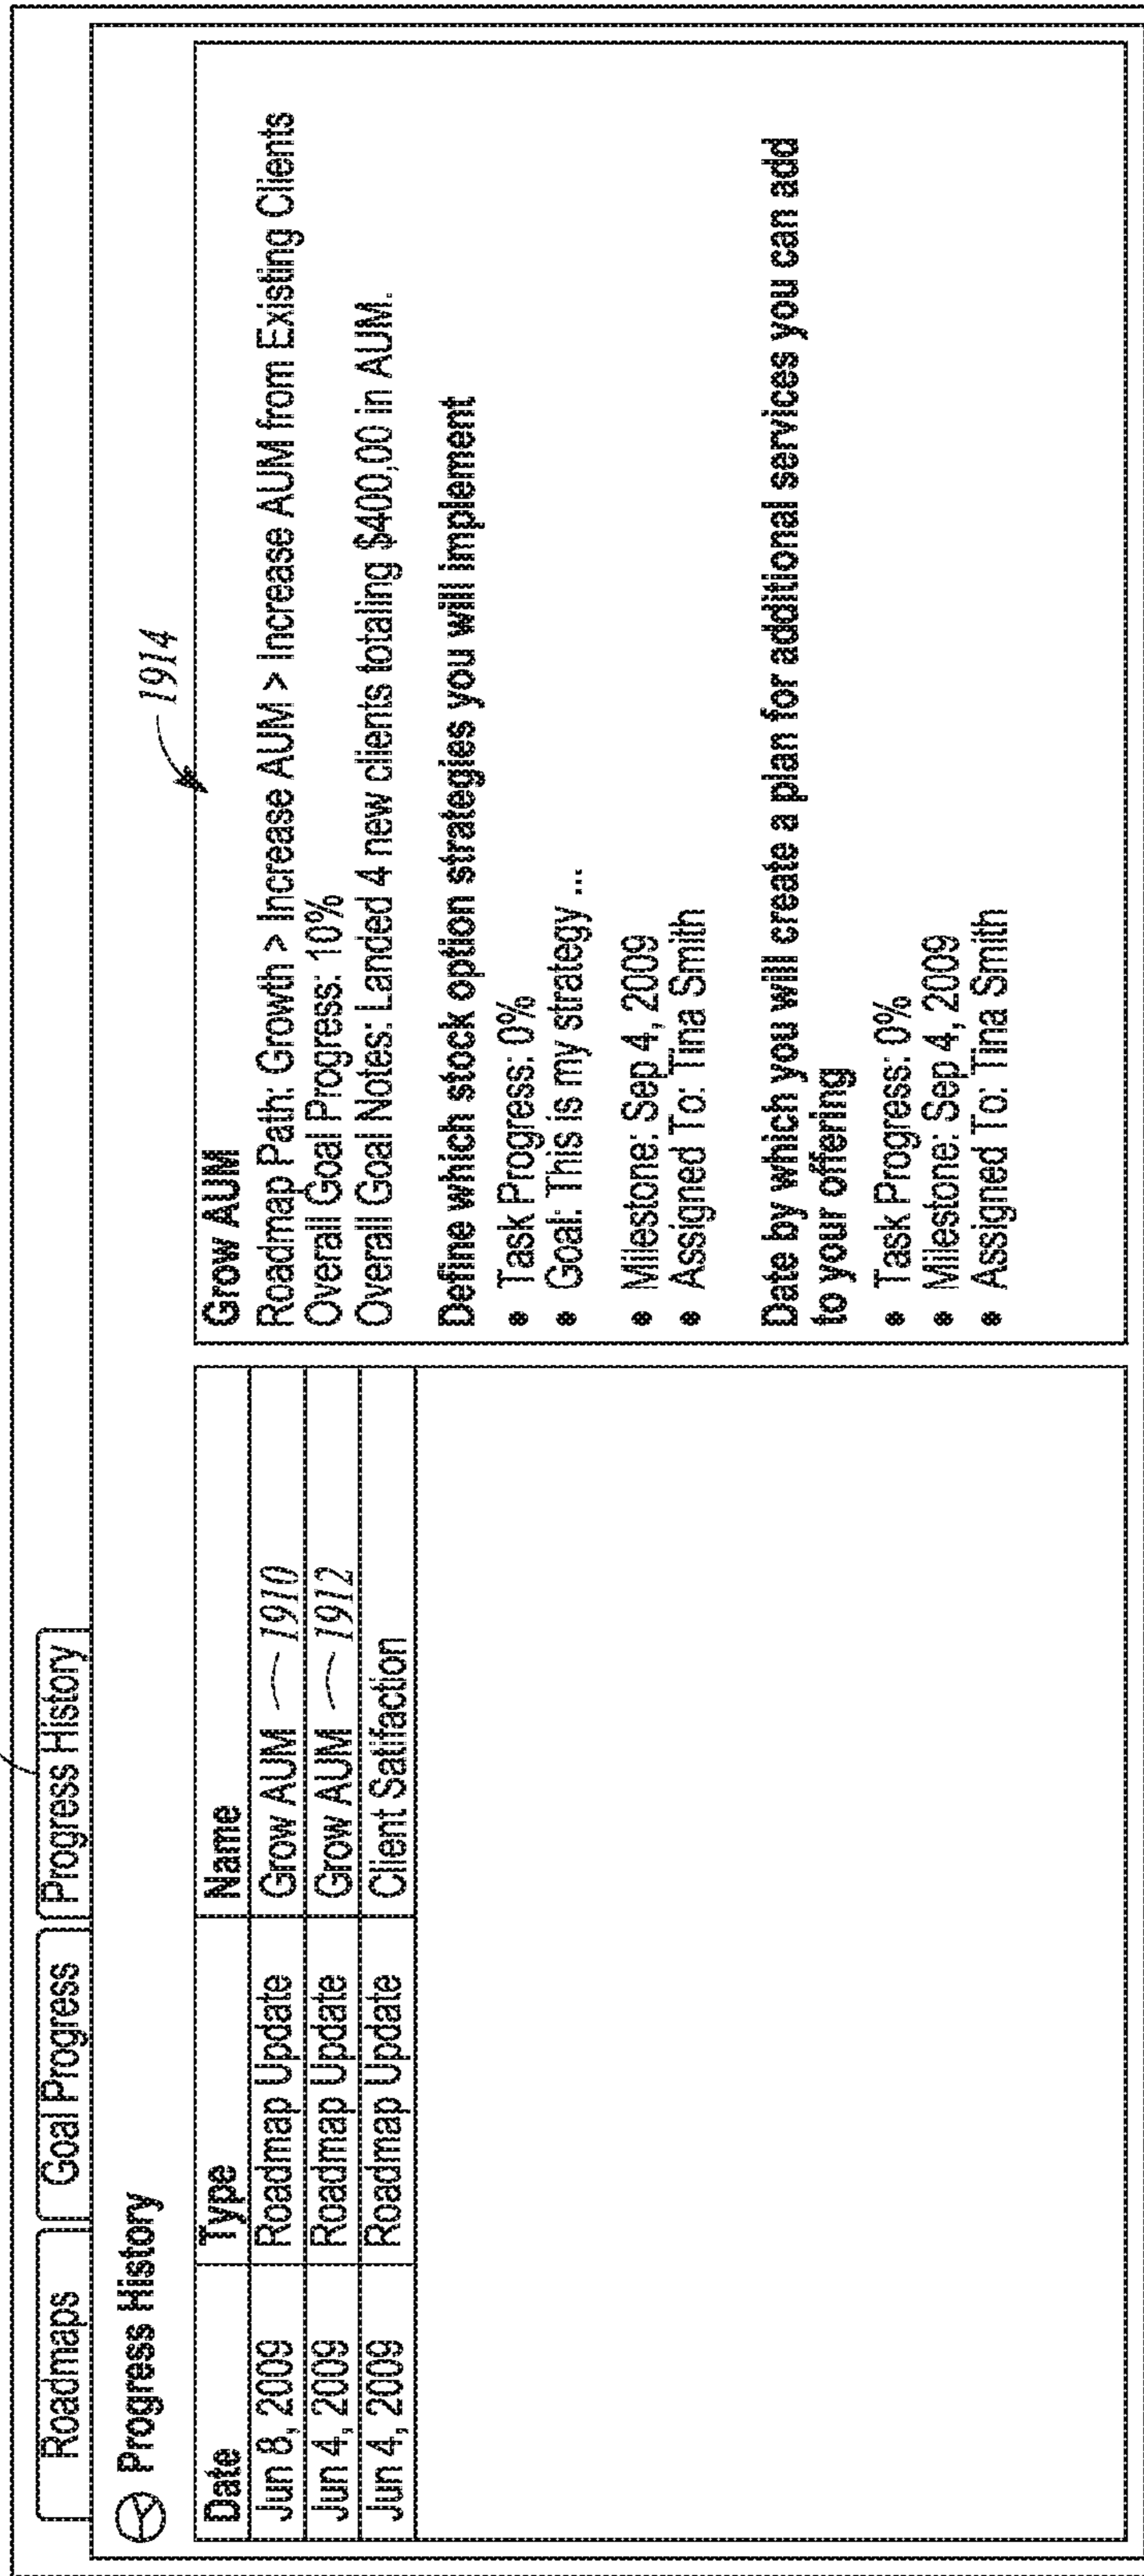 Roadmaps
Goal Progress
Progress History
Progress History
Date Type Name
Jun 8, 2009 Roadmap Update Grow AUM 1910
Jun 4, 2009 Roadmap Update Grow AUM 1912
Jun 4, 2009 Roadmap Update Client Satifaction
1914
Grow AUM
Roadmap Path: Growth > Increase AUM > Increase AUM from Existing Clients
Overall Goal Progress: 10%
Overall Goal Notes: Landed 4 new clients totaling $400,00 in AUM.
Define which stock option strategies you will implement
• Task Progress: 0%
• Goal: This is my strategy ...
• Milestone: Sep 4, 2009
• Assigned To: Tina Smith
Date by which you will create a plan for additional services you can add
to your offering
• Task Progress: 0%
• Milestone: Sep 4, 2009
• Assigned To: Tina Smith